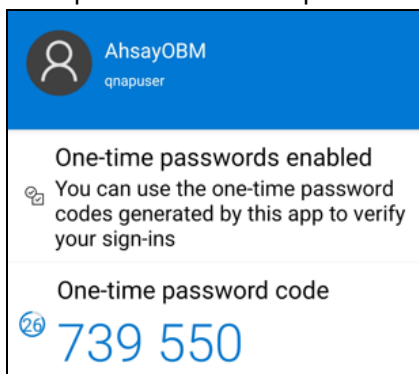 AhsayOBM
qnapuser
One-time passwords enabled
You can use the one-time password
codes generated by this app to verify
your sign-ins
One-time password code
26
739 550